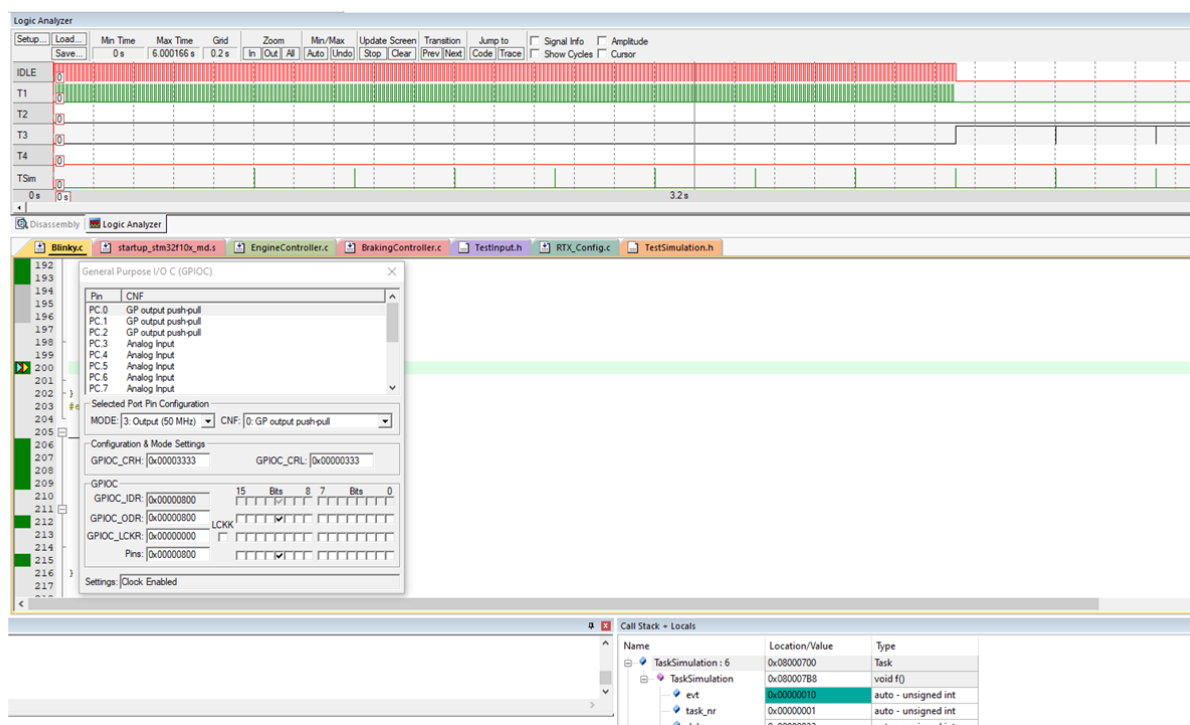 Logic Analyzer
Setup... Load... Min Time Max Time Grid Zoom Min/Max Update Screen Transition Jump to Signal Info Amplitude
Save... 0 s 6.000166 s 0.2 s In Out All Auto Undo Stop Clear Prev Next Code Trace Show Cycles Cursor
IDLE 0
T1 0
T2 0
T3 0
T4 0
TSim 0
0 s 0 s 3.2 s
Disassembly Logic Analyzer
Blinky.c startup_stm32f10x_md.s EngineController.c BrakingController.c TestInput.h RTX_Config.c TestSimulation.h
192
193 General Purpose I/O C (GPIOC)
194
195 Pin CNF
196 PC.0 GP output push-pull
PC.1 GP output push-pull
197 PC.2 GP output push-pull
198 PC.3 Analog Input
199 PC.4 Analog Input
200 PC.5 Analog Input
201 PC.6 Analog Input
202 } PC.7 Analog Input
203 Selected Port Pin Configuration
204 MODE: 3: Output (50 MHz) CNF: 0: GP output push-pull
205
206 Configuration & Mode Settings
207 GPIOC_CRH: 0x00003333 GPIOC_CRL: 0x00000333
208
209 GPIOC
15 Bits 8 7 Bits 0
210 GPIOC_IDR: 0x00000800
211
212 GPIOC_ODR: 0x00000800 LCKK
213 GPIOC_LCKR: 0x00000000
214
215 Pins: 0x00000800
216 }
217 Settings: Clock Enabled
Call Stack + Locals
Name Location/Value Type
TaskSimulation : 6 0x08000700 Task
TaskSimulation 0x080007B8 void f()
evt 0x00000010 auto - unsigned int
task_nr 0x00000001 auto - unsigned int